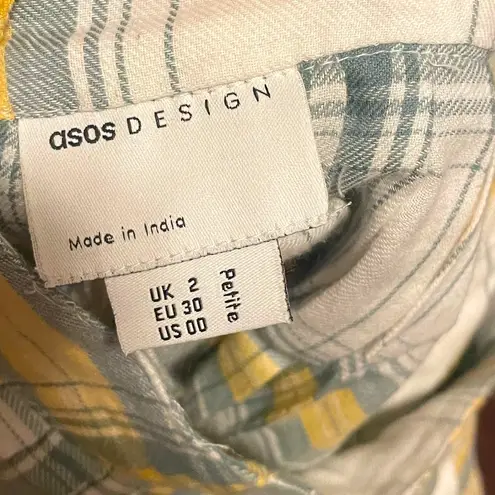 asos DESIGN
Made in India
UK 2
EU 30
US 00
Petite